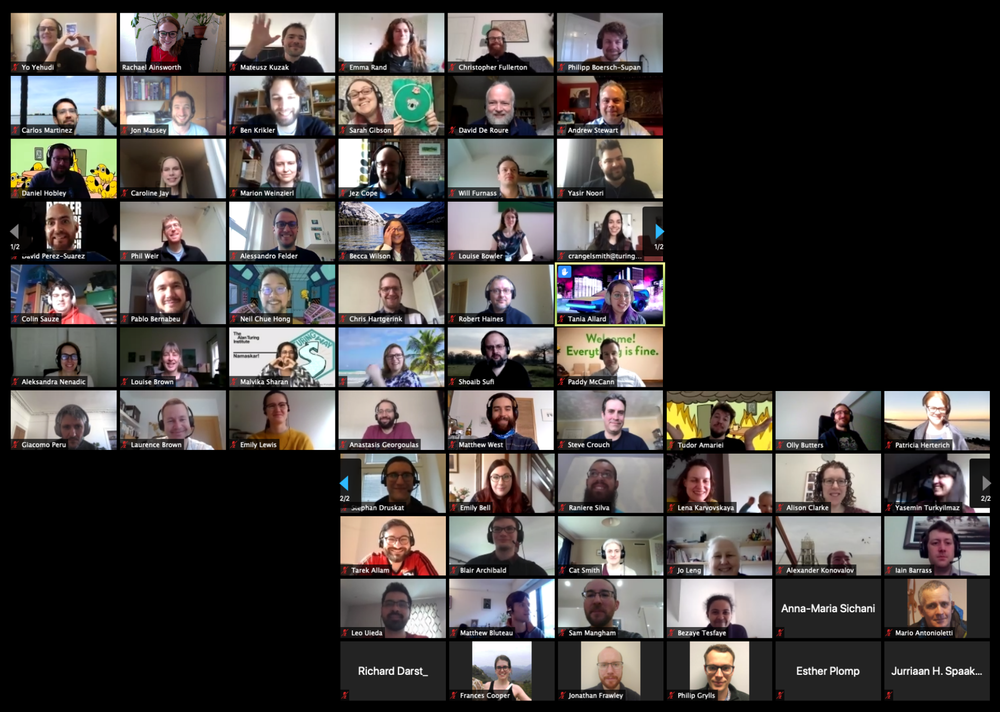 Yo Yehudi
Rachael Ainsworth
Mateusz Kuzak
Emma Rand
Christopher Fullerton
Philipp Boersch-Supan
Carlos Martinez
Jon Massey
Ben Krikler
Sarah Gibson
David De Roure
Andrew Stewart
Daniel Hobley
Caroline Jay
Marion Weinzierl
Jez Cope
Will Furnass
Yasir Noori
1/2
David Perez-Suarez
Phil Weir
Alessandro Felder
Becca Wilson
Louise Bowler
crangelsmith@turing...
1/2
Colin Sauze
Pablo Bernabeu
Neil Chue Hong
Chris Hartgerink
Robert Haines
Tania Allard
Aleksandra Nenadic
Louise Brown
The
Alan Turing
Institute
Namaskar!
TURING WAY
Malvika Sharan
Shoaib Sufi
Welcome!
Everything is fine.
Paddy McCann
Giacomo Peru
Laurence Brown
Emily Lewis
Anastasis Georgoulas
Matthew West
Steve Crouch
Tudor Amariei
Olly Butters
Patricia Herterich
2/2
Stephan Druskat
Emily Bell
Raniere Silva
Lena Karvovskaya
Alison Clarke
Yasemin Turkyilmaz
2/2
Tarek Allam
Blair Archibald
Cat Smith
Jo Leng
Alexander Konovalov
Iain Barrass
Leo Uieda
Matthew Bluteau
Sam Mangham
Bezaye Tesfaye
Anna-Maria Sichani
Mario Antonioletti
Richard Darst_
Frances Cooper
Jonathan Frawley
Philip Grylls
Esther Plomp
Jurriaan H. Spaak...